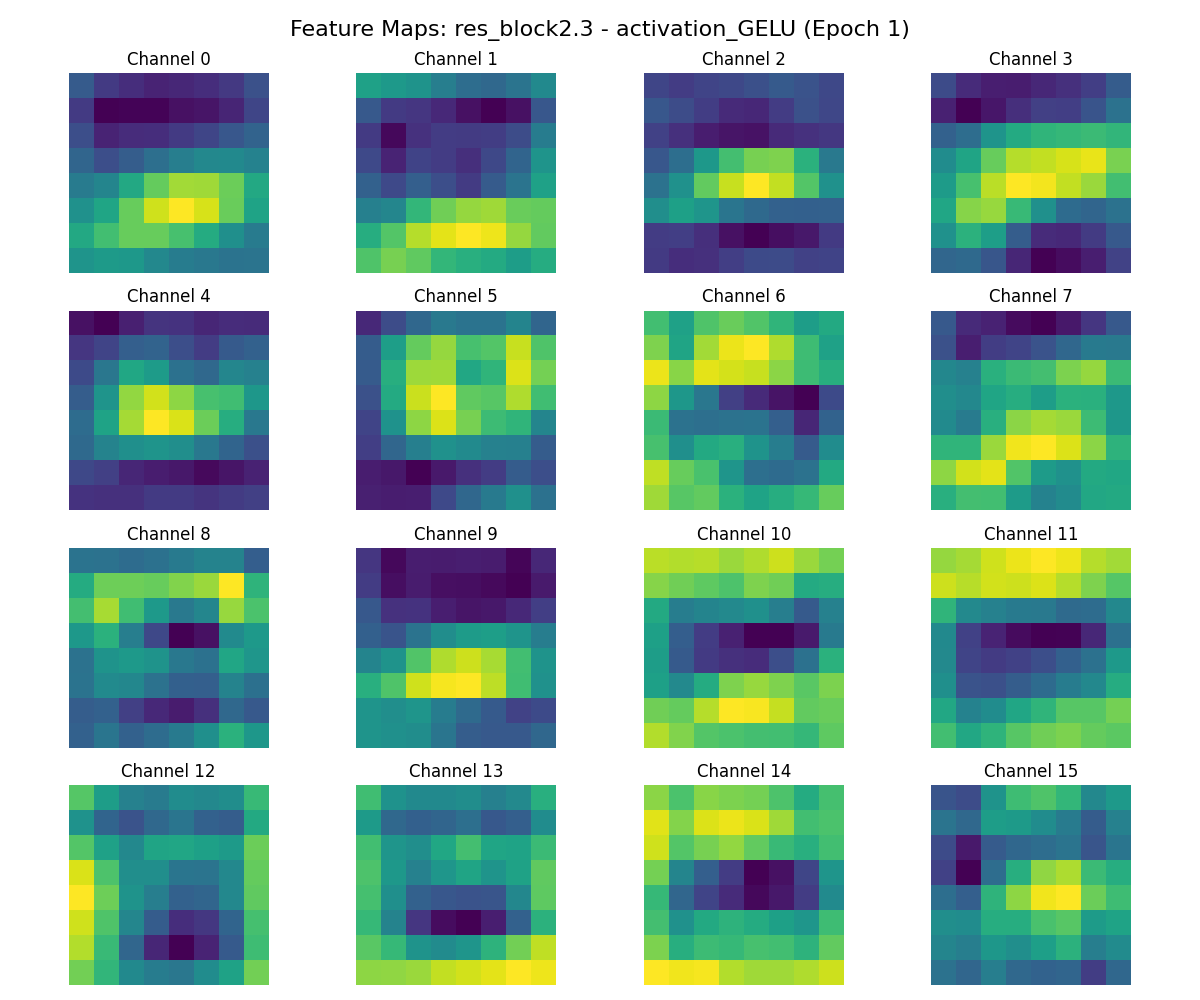 Feature Maps: res_block2.3 - activation_GELU (Epoch 1)
Channel 0
Channel 1
Channel 2
Channel 3
Channel 4
Channel 5
Channel 6
Channel 7
Channel 8
Channel 9
Channel 10
Channel 11
Channel 12
Channel 13
Channel 14
Channel 15